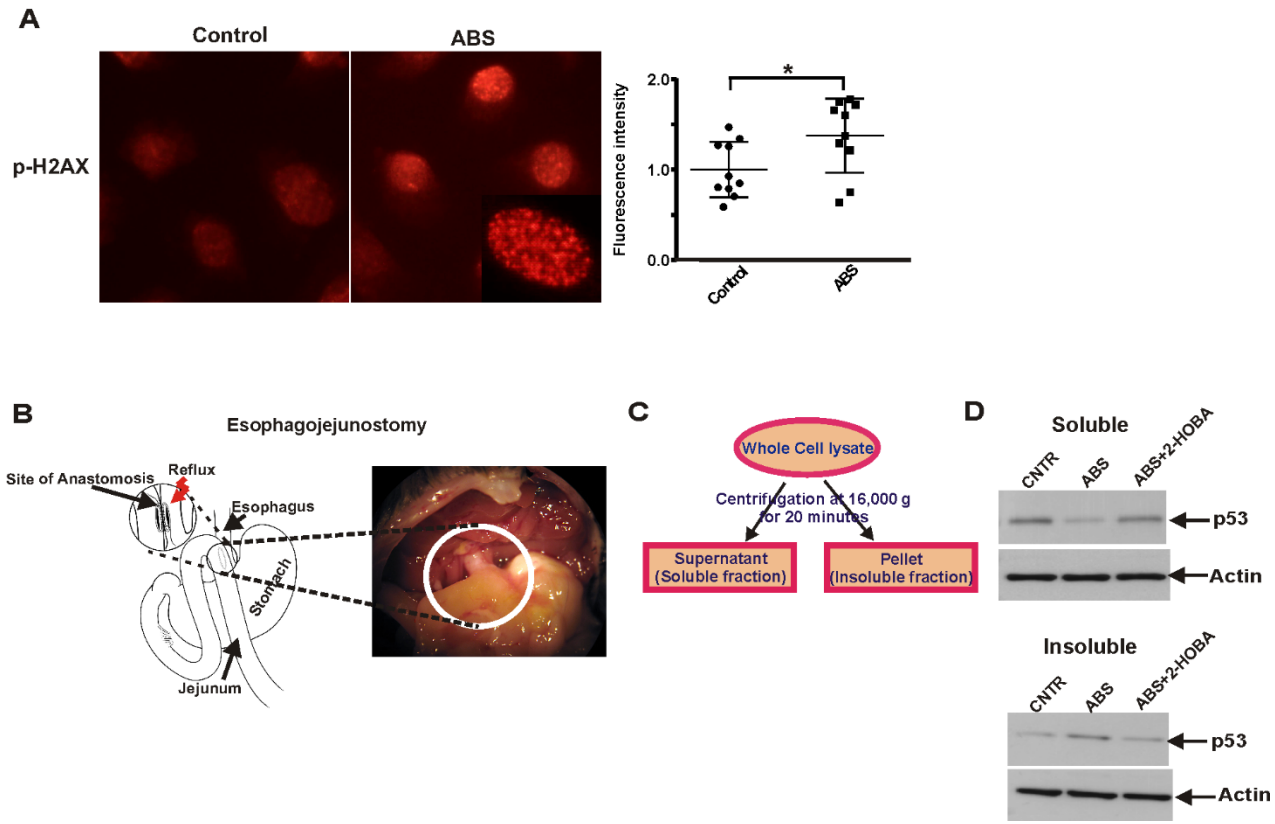 A
Control
ABS
p-H2AX
Fluorescence intensity
2.0
1.0
0.0
*
Control
ABS
B
Esophagojejunostomy
Site of Anastomosis
Reflux
Esophagus
Stomach
Jejunum
C
Whole Cell lysate
Centrifugation at 16,000 g
for 20 minutes
Supernatant
(Soluble fraction)
Pellet
(Insoluble fraction)
D
Soluble
CNTR
ABS
ABS+2-HOBA
p53
Actin
Insoluble
CNTR
ABS
ABS+2-HOBA
p53
Actin